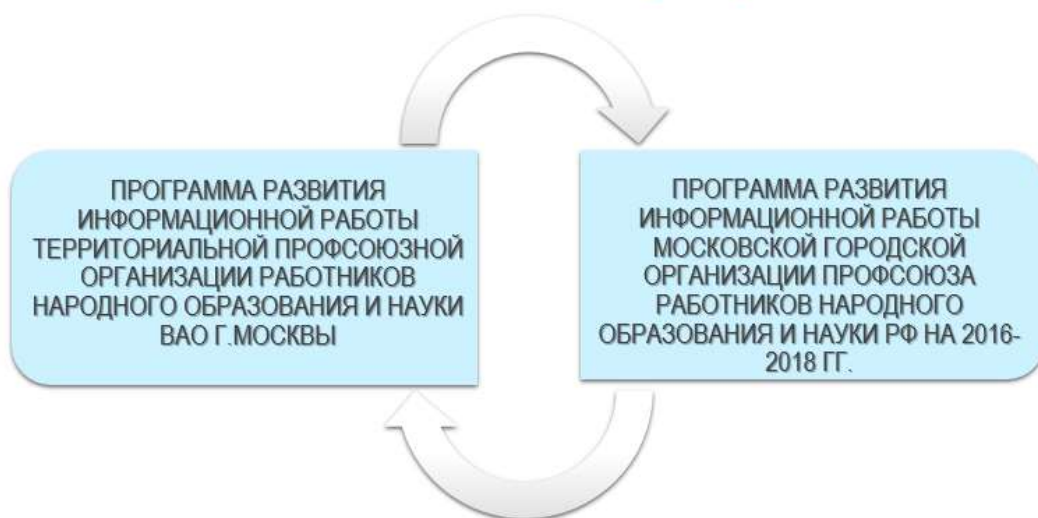 ПРОГРАММА РАЗВИТИЯ
ИНФОРМАЦИОННОЙ РАБОТЫ
ТЕРРИТОРИАЛЬНОЙ ПРОФСОЮЗНОЙ
ОРГАНИЗАЦИИ РАБОТНИКОВ
НАРОДНОГО ОБРАЗОВАНИЯ И НАУКИ
ВАО Г.МОСКВЫ
ПРОГРАММА РАЗВИТИЯ
ИНФОРМАЦИОННОЙ РАБОТЫ
МОСКОВСКОЙ ГОРОДСКОЙ
ОРГАНИЗАЦИИ ПРОФСОЮЗА
РАБОТНИКОВ НАРОДНОГО
ОБРАЗОВАНИЯ И НАУКИ РФ НА 2016-
2018 ГГ.